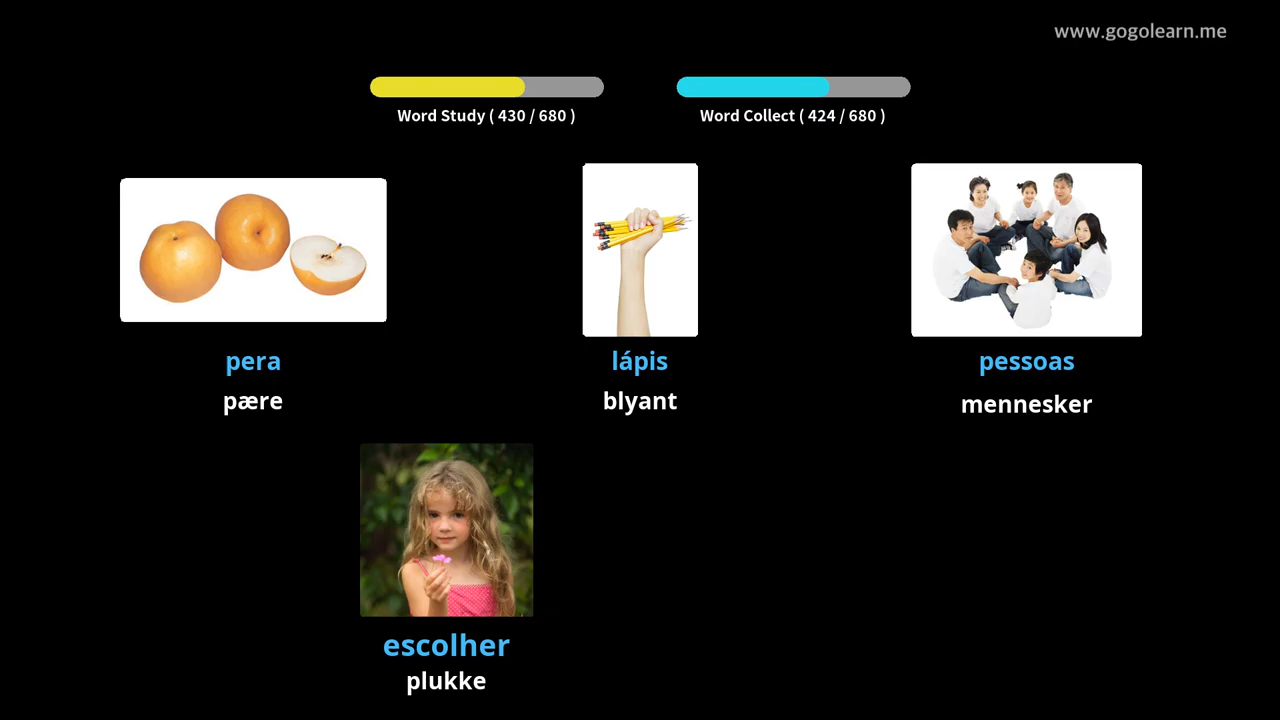 www.gogolearn.me
Word Study ( 430 / 680 )
Word Collect ( 424 / 680 )
pera
lápis
pessoas
pære
blyant
mennesker
escolher
plukke